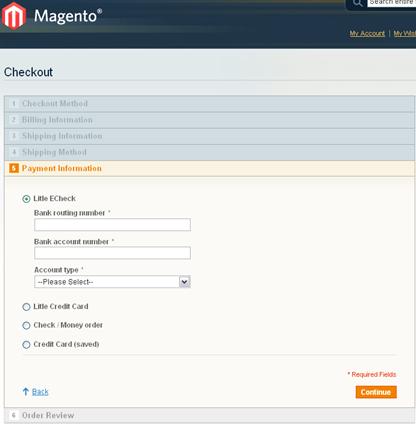 Magento®
Search entire
My Account | My Wis
Checkout
1 Checkout Method
2 Billing Information
3 Shipping Information
4 Shipping Method
5 Payment Information
Litle ECheck
Bank routing number *
Bank account number *
Account type *
--Please Select--
Litle Credit Card
Check / Money order
Credit Card (saved)
* Required Fields
Back
Continue
6 Order Review